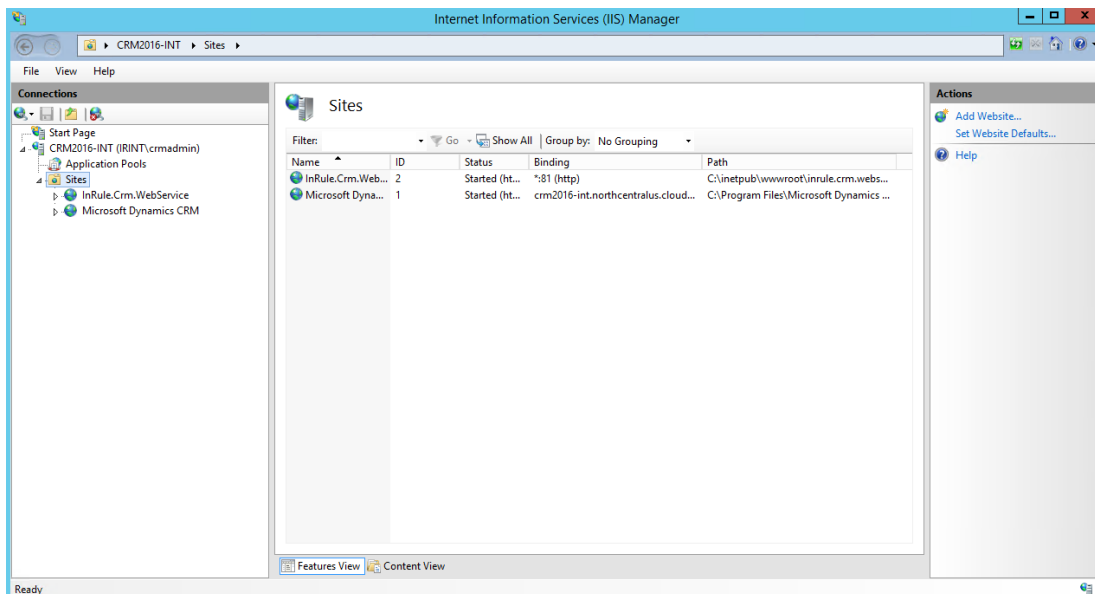 Internet Information Services (IIS) Manager
CRM2016-INT Sites
File View Help
Connections
Start Page
CRM2016-INT (IRINT\crmadmin)
Application Pools
Sites
InRule.Crm.WebService
Microsoft Dynamics CRM
Sites
Filter: Go Show All Group by: No Grouping
Name ID Status Binding Path
InRule.Crm.Web... 2 Started (ht... *:81 (http) C:\inetpub\wwwroot\inrule.crm.webs...
Microsoft Dyna... 1 Started (ht... crm2016-int.northcentralus.cloud... C:\Program Files\Microsoft Dynamics ...
Features View Content View
Actions
Add Website...
Set Website Defaults...
Help
Ready